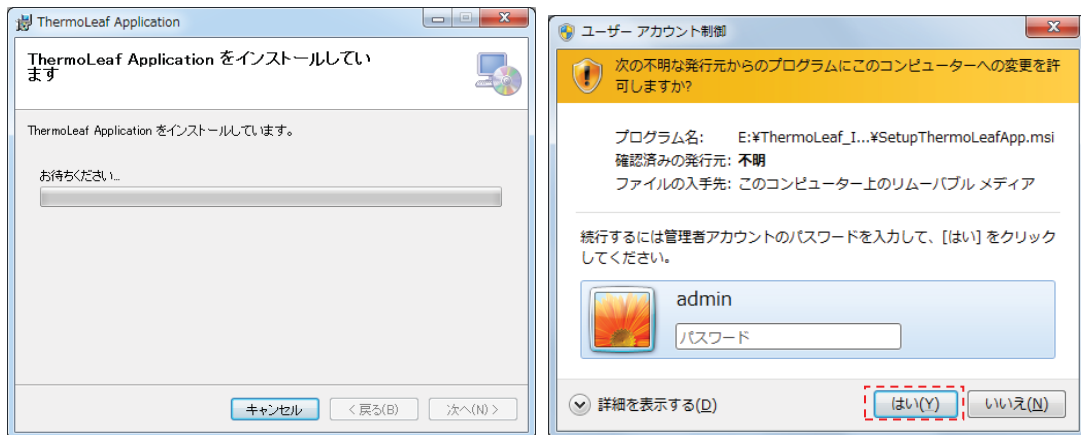 ThermoLeaf Application
ThermoLeaf Application をインストールしてい
ます
ThermoLeaf Application をインストールしています。
お待ちください...
キャンセル
< 戻る(B)
次へ(N) >
ユーザー アカウント制御
次の不明な発行元からのプログラムにこのコンピューターへの変更を許
可しますか?
プログラム名: E:¥ThermoLeaf_I...¥SetupThermoLeafApp.msi
確認済みの発行元: 不明
ファイルの入手先: このコンピューター上のリムーバブル メディア
続行するには管理者アカウントのパスワードを入力して、[はい] をクリック
してください。
admin
パスワード
詳細を表示する(D)
はい(Y)
いいえ(N)